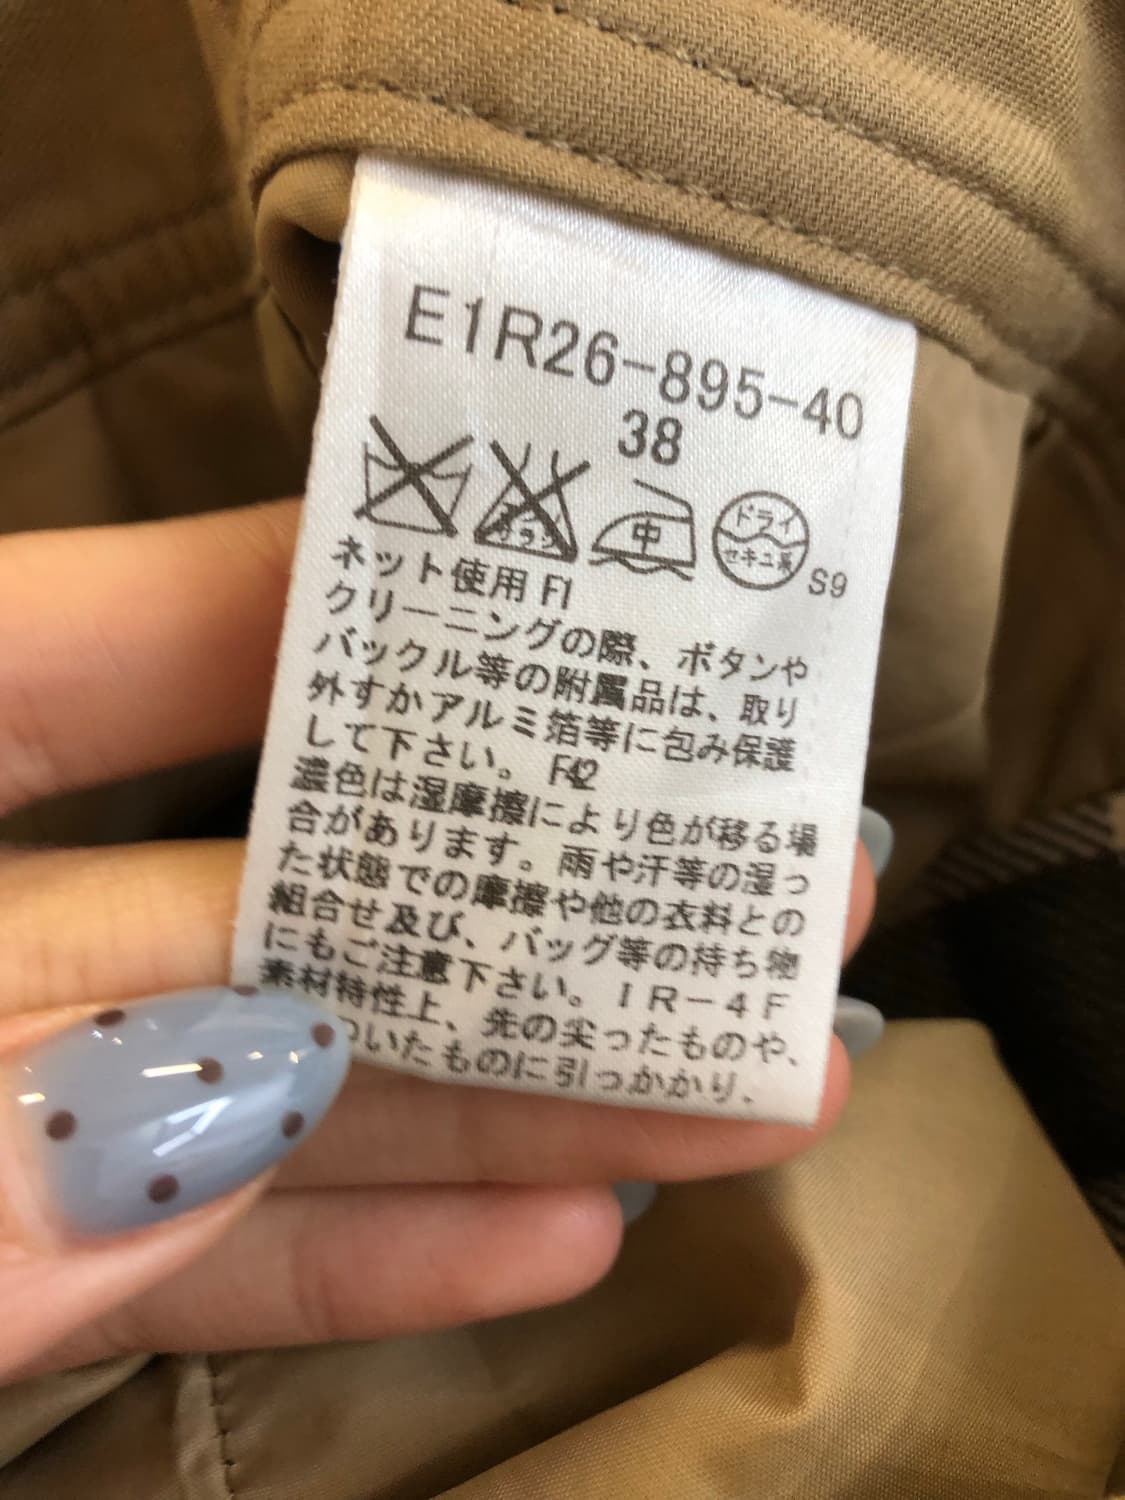 E1R26-895-40
38
中
ドライ
セキユ系
S9
ネット使用 F1
クリーニングの際、ボタンや
バックル等の附属品は、取り
外すかアルミ箔等に包み保護
して下さい。 F42
濃色は湿摩擦により色が移る場
合があります。雨や汗等の湿っ
た状態での摩擦や他の衣料との
組合せ及び、バッグ等の持ち物
にもご注意下さい。IR-4F
素材特性上、先の尖ったものや、
ついたものに引っかかり、